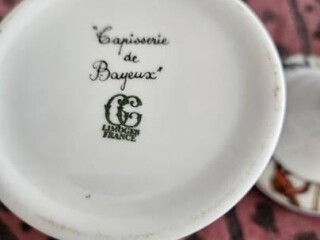 "Tapisserie
de
Bayeux"
LIMOGES
FRANCE